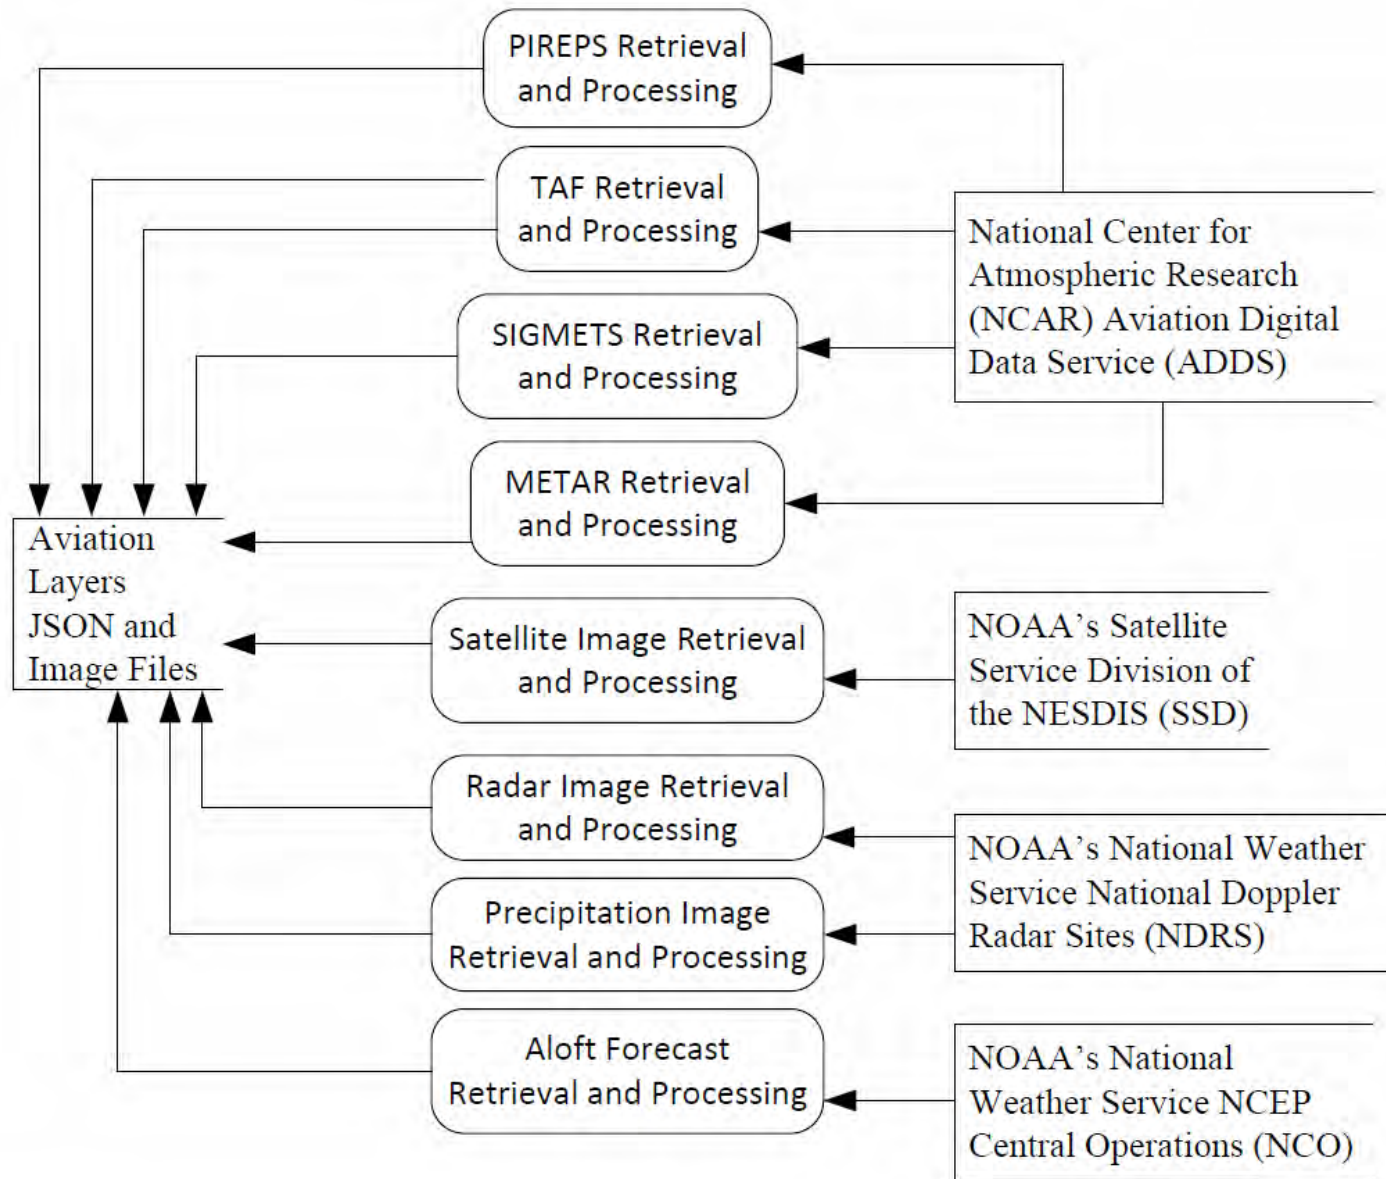 PIREPS Retrieval
and Processing
TAF Retrieval
and Processing
National Center for
Atmospheric Research
(NCAR) Aviation Digital
Data Service (ADDS)
SIGMETS Retrieval
and Processing
METAR Retrieval
and Processing
Aviation
Layers
JSON and
Image Files
Satellite Image Retrieval
and Processing
NOAA’s Satellite
Service Division of
the NESDIS (SSD)
Radar Image Retrieval
and Processing
NOAA’s National Weather
Service National Doppler
Radar Sites (NDRS)
Precipitation Image
Retrieval and Processing
Aloft Forecast
Retrieval and Processing
NOAA’s National
Weather Service NCEP
Central Operations (NCO)